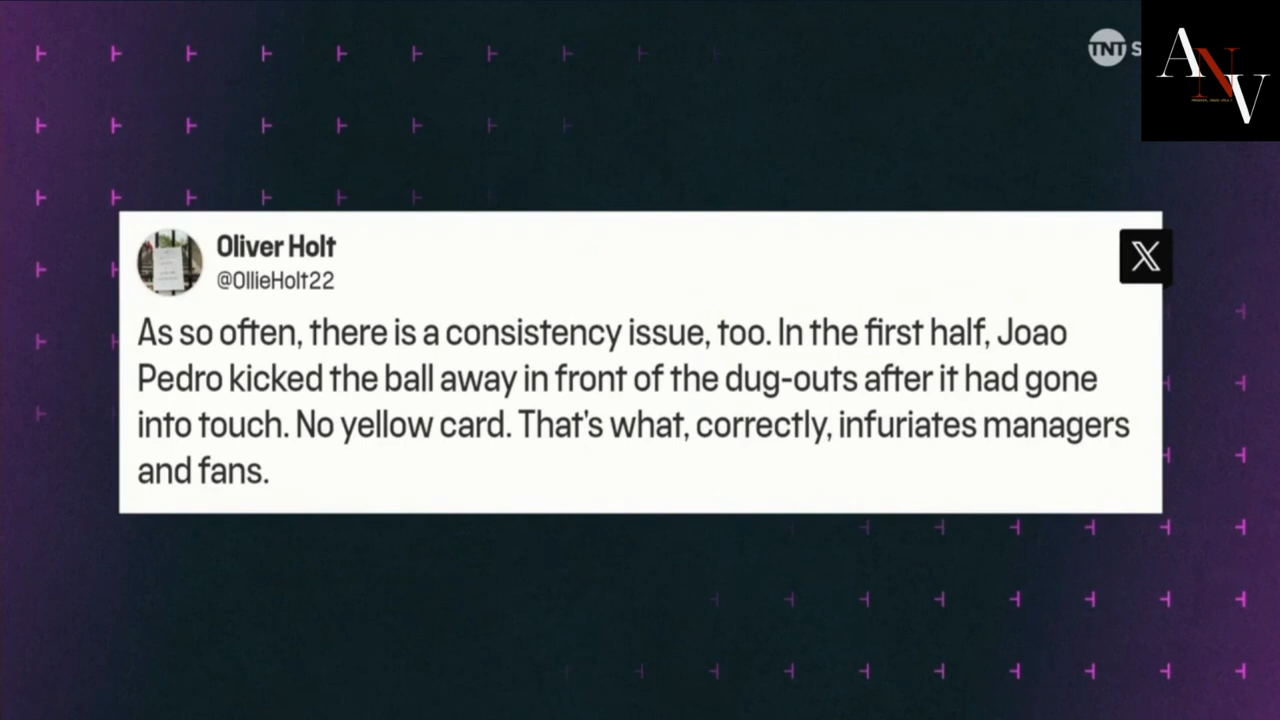 TNT S
ANV
Oliver Holt
@OllieHolt22
X
As so often, there is a consistency issue, too. In the first half, Joao
Pedro kicked the ball away in front of the dug-outs after it had gone
into touch. No yellow card. That's what, correctly, infuriates managers
and fans.